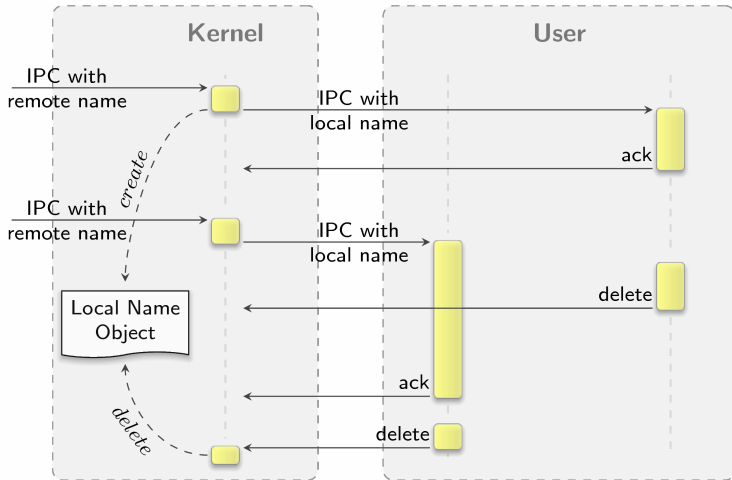 Kernel
User
IPC with
remote name
IPC with
local name
create
ack
IPC with
remote name
IPC with
local name
Local Name
Object
delete
ack
delete
delete